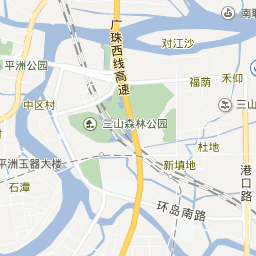 南
对江沙
广珠西线高速
平洲公园
禾仰
福荫
中区村
三山森林公园
三山
杜地
平洲玉器大楼
新填地
港口路
石潭
环岛南路